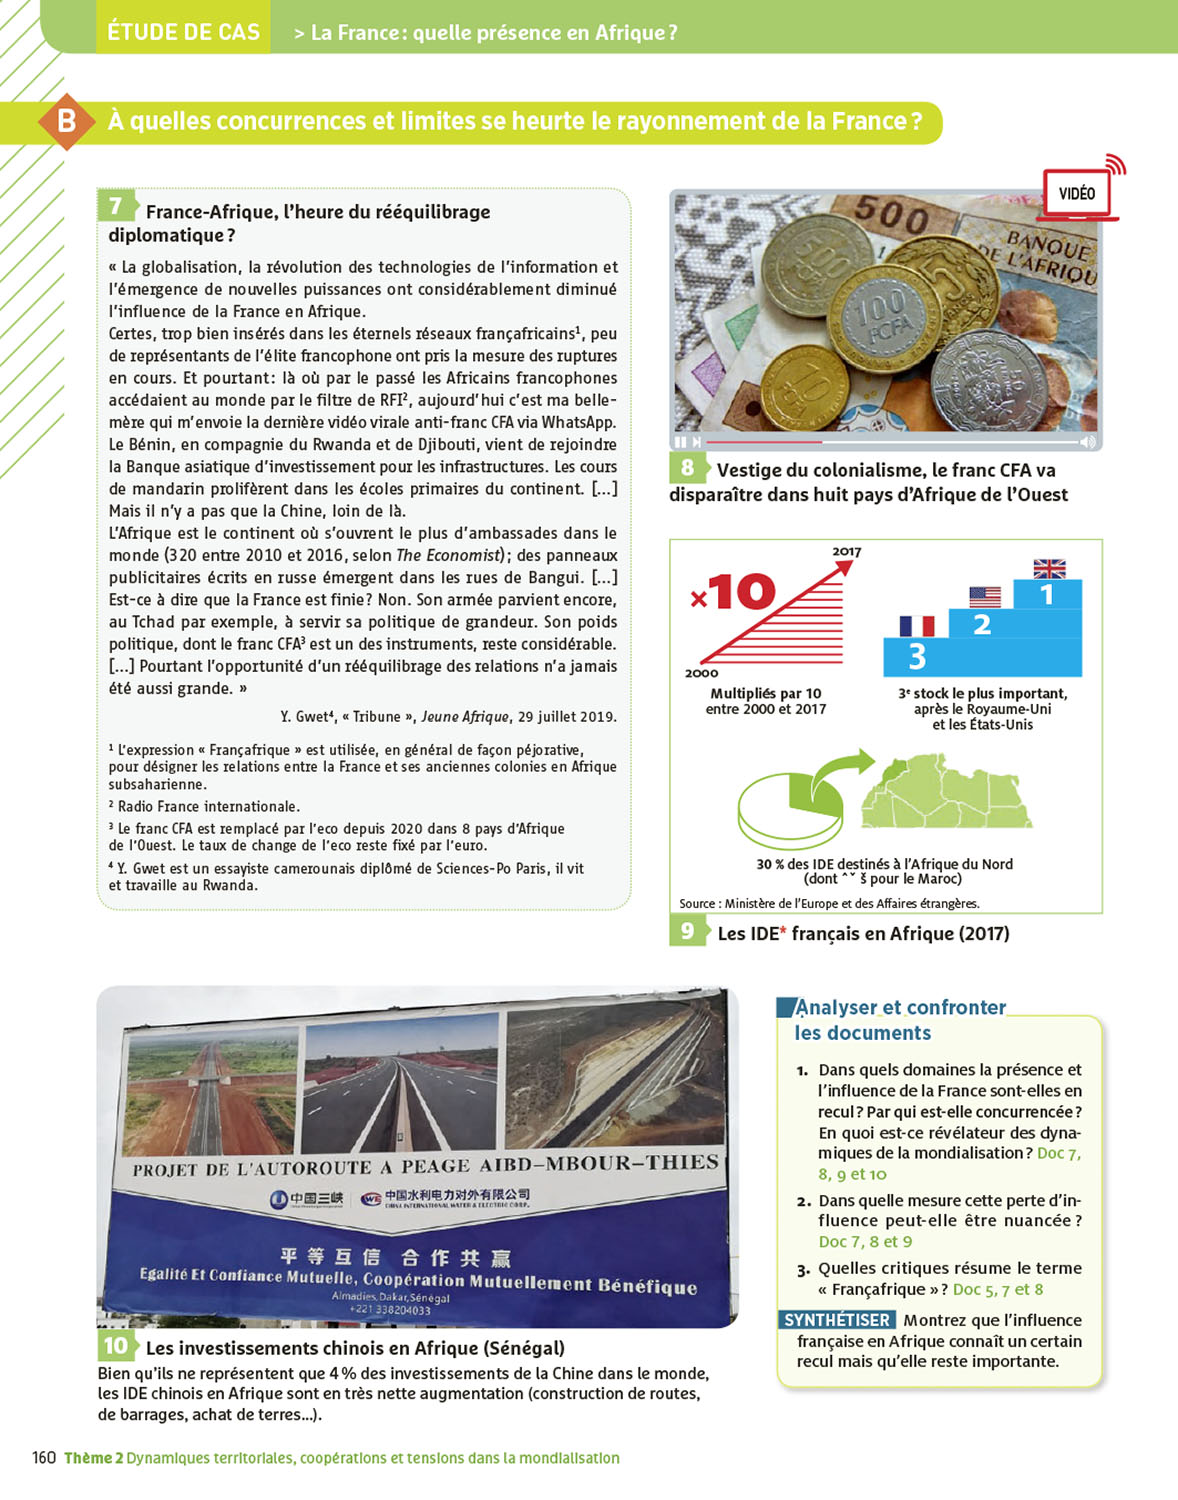 ÉTUDE DE CAS > La France : quelle présence en Afrique ?
B À quelles concurrences et limites se heurte le rayonnement de la France ?
7 France-Afrique, l'heure du rééquilibrage
diplomatique ?
« La globalisation, la révolution des technologies de l'information et
l'émergence de nouvelles puissances ont considérablement diminué
l'influence de la France en Afrique.
Certes, trop bien insérés dans les éternels réseaux françafricains¹, peu
de représentants de l'élite francophone ont pris la mesure des ruptures
en cours. Et pourtant : là où par le passé les Africains francophones
accédaient au monde par le filtre de RFI², aujourd'hui c'est ma belle-
mère qui m'envoie la dernière vidéo virale anti-franc CFA via WhatsApp.
Le Bénin, en compagnie du Rwanda et de Djibouti, vient de rejoindre
la Banque asiatique d'investissement pour les infrastructures. Les cours
de mandarin prolifèrent dans les écoles primaires du continent. [...]
Mais il n'y a pas que la Chine, loin de là.
L'Afrique est le continent où s'ouvrent le plus d'ambassades dans le
monde (320 entre 2010 et 2016, selon The Economist) ; des panneaux
publicitaires écrits en russe émergent dans les rues de Bangui. [...]
Est-ce à dire que la France est finie ? Non. Son armée parvient encore,
au Tchad par exemple, à servir sa politique de grandeur. Son poids
politique, dont le franc CFA³ est un des instruments, reste considérable.
[...] Pourtant l'opportunité d'un rééquilibrage des relations n'a jamais
été aussi grande. »
Y. Gwet⁴, « Tribune », Jeune Afrique, 29 juillet 2019.
¹ L'expression « Françafrique » est utilisée, en général de façon péjorative,
pour désigner les relations entre la France et ses anciennes colonies en Afrique
subsaharienne.
² Radio France internationale.
³ Le franc CFA est remplacé par l'eco depuis 2020 dans 8 pays d'Afrique
de l'Ouest. Le taux de change de l'eco reste fixé par l'euro.
⁴ Y. Gwet est un essayiste camerounais diplômé de Sciences-Po Paris, il vit
et travaille au Rwanda.
VIDÉO
500
BANQUE
DE L'AFRIQU
500
5
100
FCFA
10
50
8 Vestige du colonialisme, le franc CFA va
disparaître dans huit pays d'Afrique de l'Ouest
2017
×10
2000
Multipliés par 10
entre 2000 et 2017
1
2
3
3e stock le plus important,
après le Royaume-Uni
et les États-Unis
30 % des IDE destinés à l'Afrique du Nord
(dont ˆˇ š pour le Maroc)
Source : Ministère de l'Europe et des Affaires étrangères.
9 Les IDE* français en Afrique (2017)
PROJET DE L'AUTOROUTE A PEAGE AIBD–MBOUR–THIES
中国三峡 CWE 中国水利电力对外有限公司
CHINA INTERNATIONAL WATER & ELECTRIC CORP.
平等互信 合作共赢
Egalité Et Confiance Mutuelle, Coopération Mutuellement Bénéfique
Almadies, Dakar, Sénégal
+221 338204033
10 Les investissements chinois en Afrique (Sénégal)
Bien qu'ils ne représentent que 4 % des investissements de la Chine dans le monde,
les IDE chinois en Afrique sont en très nette augmentation (construction de routes,
de barrages, achat de terres...).
Analyser et confronter
les documents
1. Dans quels domaines la présence et
l'influence de la France sont-elles en
recul ? Par qui est-elle concurrencée ?
En quoi est-ce révélateur des dyna-
miques de la mondialisation ? Doc 7,
8, 9 et 10
2. Dans quelle mesure cette perte d'in-
fluence peut-elle être nuancée ?
Doc 7, 8 et 9
3. Quelles critiques résume le terme
« Françafrique » ? Doc 5, 7 et 8
SYNTHÉTISER Montrez que l'influence
française en Afrique connaît un certain
recul mais qu'elle reste importante.
160 Thème 2 Dynamiques territoriales, coopérations et tensions dans la mondialisation